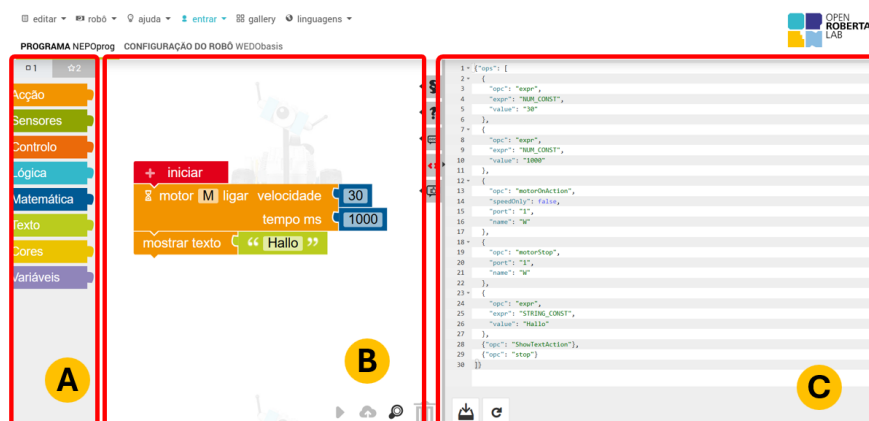 editar robô ajuda entrar gallery linguagens
OPEN
ROBERTA
LAB
PROGRAMA NEPOprog CONFIGURAÇÃO DO ROBÔ WEDObasis
1 2
Acção
Sensores
Controlo
Lógica
Matemática
Texto
Cores
Variáveis
A
+ iniciar
motor M ligar velocidade 30
tempo ms 1000
mostrar texto “ Hallo ”
B
§
?
1 {"ops": [
2 {
3 "opc": "expr",
4 "expr": "NUM_CONST",
5 "value": "30"
6 },
7 {
8 "opc": "expr",
9 "expr": "NUM_CONST",
10 "value": "1000"
11 },
12 {
13 "opc": "motorOnAction",
14 "speedOnly": false,
15 "port": "1",
16 "name": "W"
17 },
18 {
19 "opc": "motorStop",
20 "port": "1",
21 "name": "W"
22 },
23 {
24 "opc": "expr",
25 "expr": "STRING_CONST",
26 "value": "Hallo"
27 },
28 {"opc": "ShowTextAction"},
29 {"opc": "stop"}
30 ]}
C